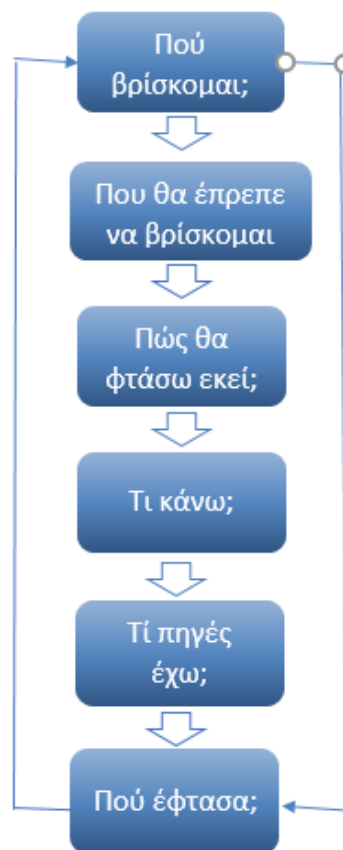 Πού
βρίσκομαι;
Που θα έπρεπε
να βρίσκομαι
Πώς θα
φτάσω εκεί;
Τι κάνω;
Τί πηγές
έχω;
Πού έφτασα;